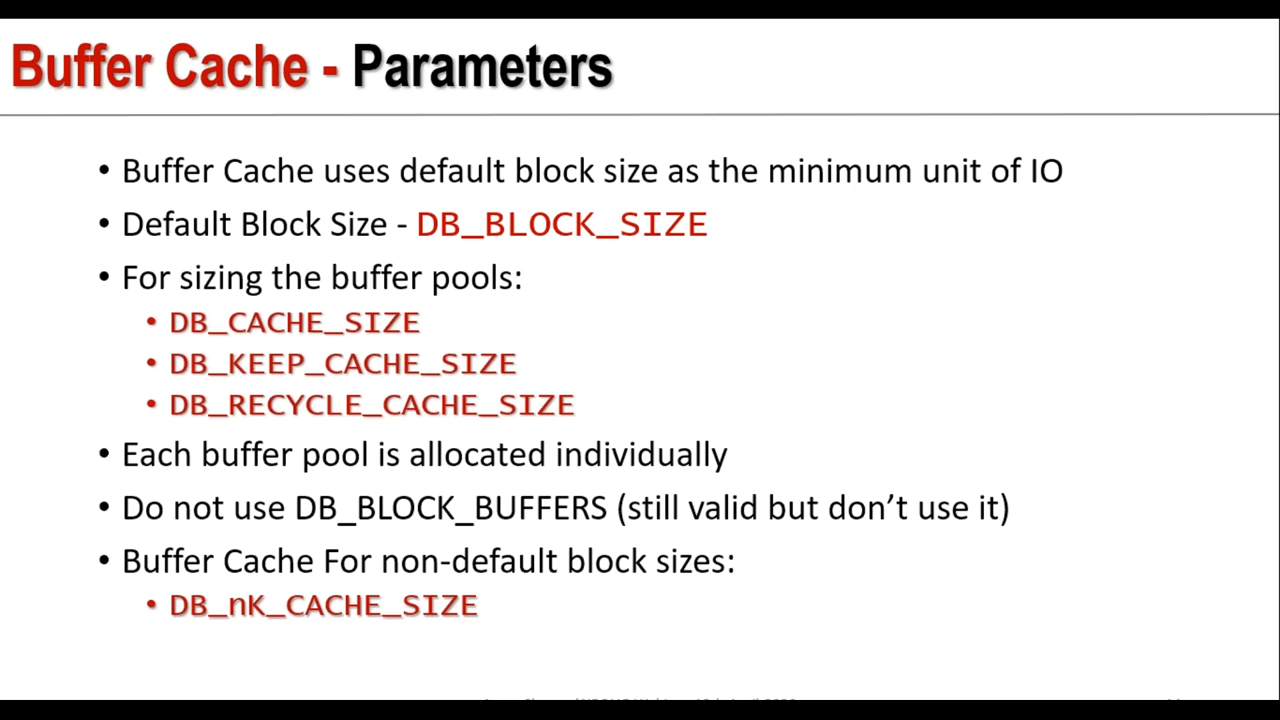 Buffer Cache - Parameters
• Buffer Cache uses default block size as the minimum unit of IO
• Default Block Size - DB_BLOCK_SIZE
• For sizing the buffer pools:
• DB_CACHE_SIZE
• DB_KEEP_CACHE_SIZE
• DB_RECYCLE_CACHE_SIZE
• Each buffer pool is allocated individually
• Do not use DB_BLOCK_BUFFERS (still valid but don’t use it)
• Buffer Cache For non-default block sizes:
• DB_nK_CACHE_SIZE